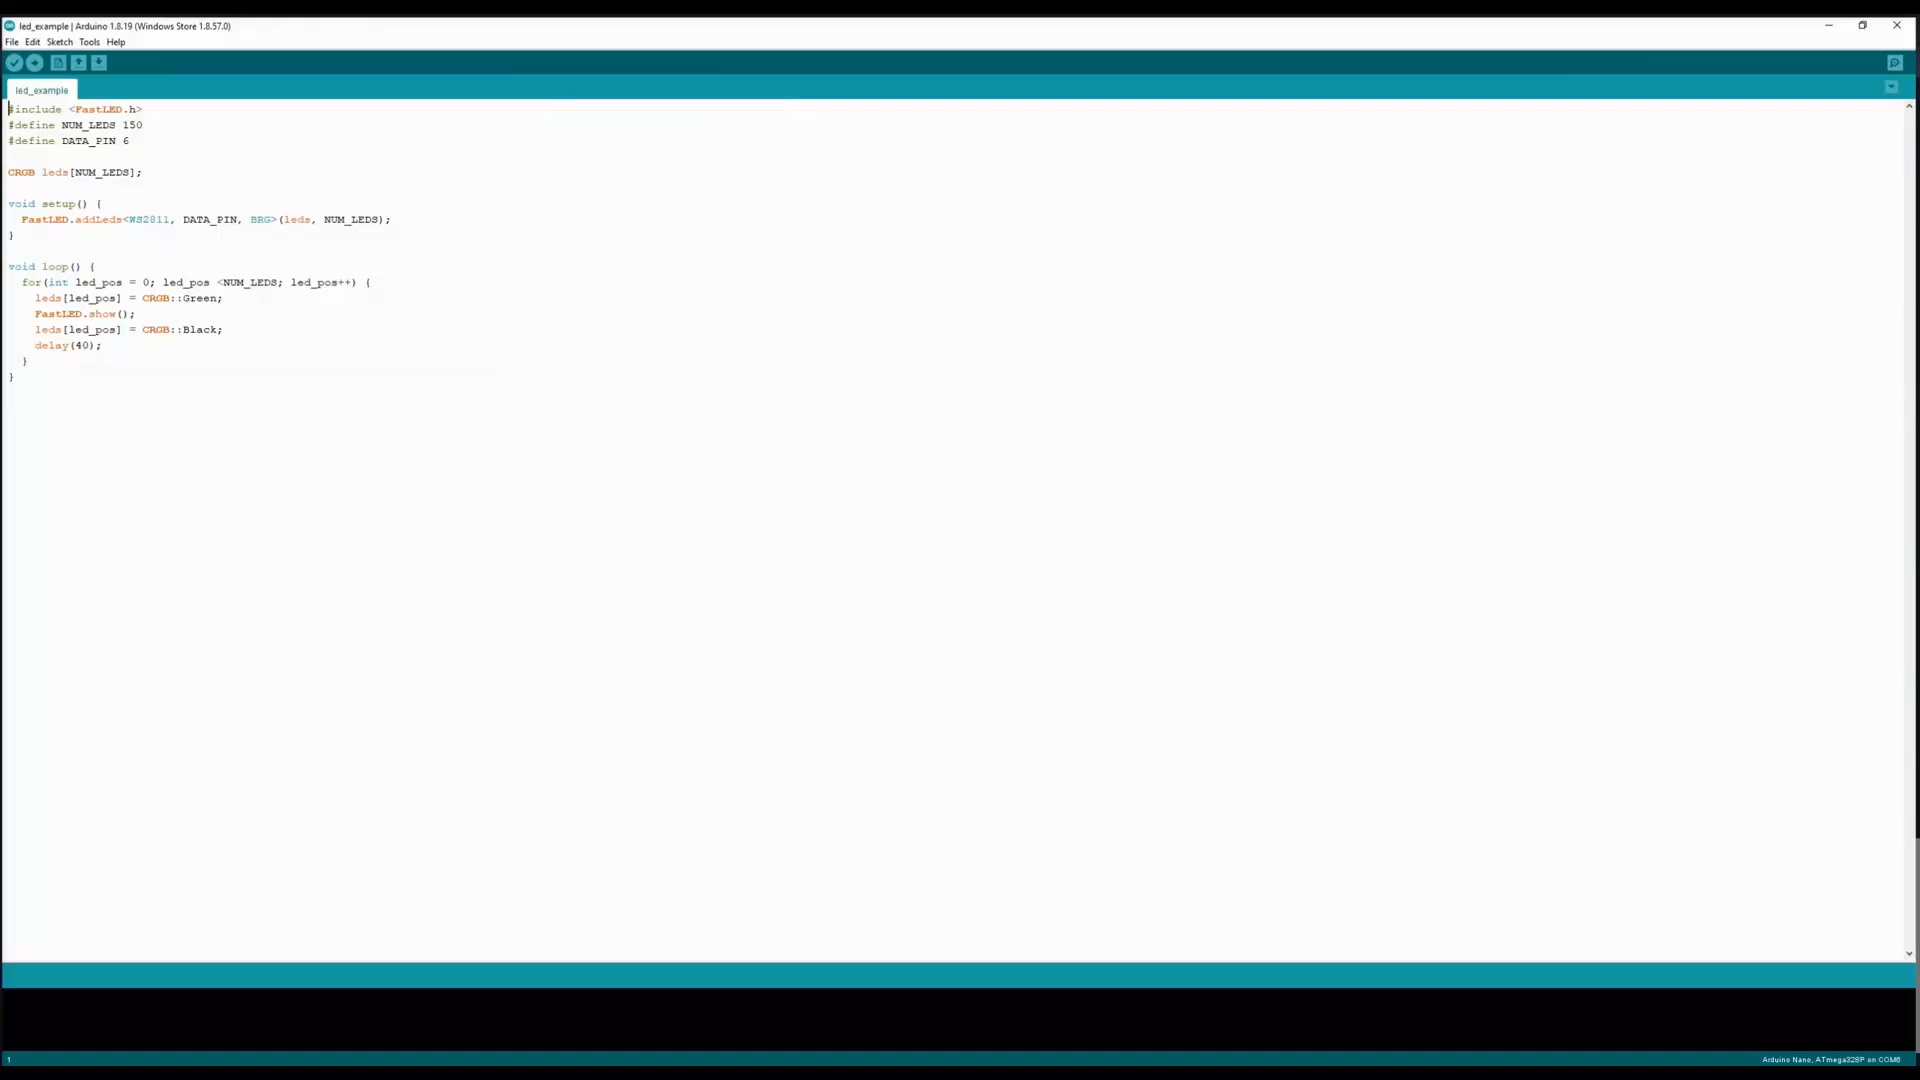 led_example | Arduino 1.8.19 (Windows Store 1.8.57.0)
File Edit Sketch Tools Help
led_example
#include <FastLED.h>
#define NUM_LEDS 150
#define DATA_PIN 6
CRGB leds[NUM_LEDS];
void setup() {
  FastLED.addLeds<WS2811, DATA_PIN, BRG>(leds, NUM_LEDS);
}
void loop() {
  for(int led_pos = 0; led_pos <NUM_LEDS; led_pos++) {
    leds[led_pos] = CRGB::Green;
    FastLED.show();
    leds[led_pos] = CRGB::Black;
    delay(40);
  }
}
1
Arduino Nano, ATmega328P on COM6